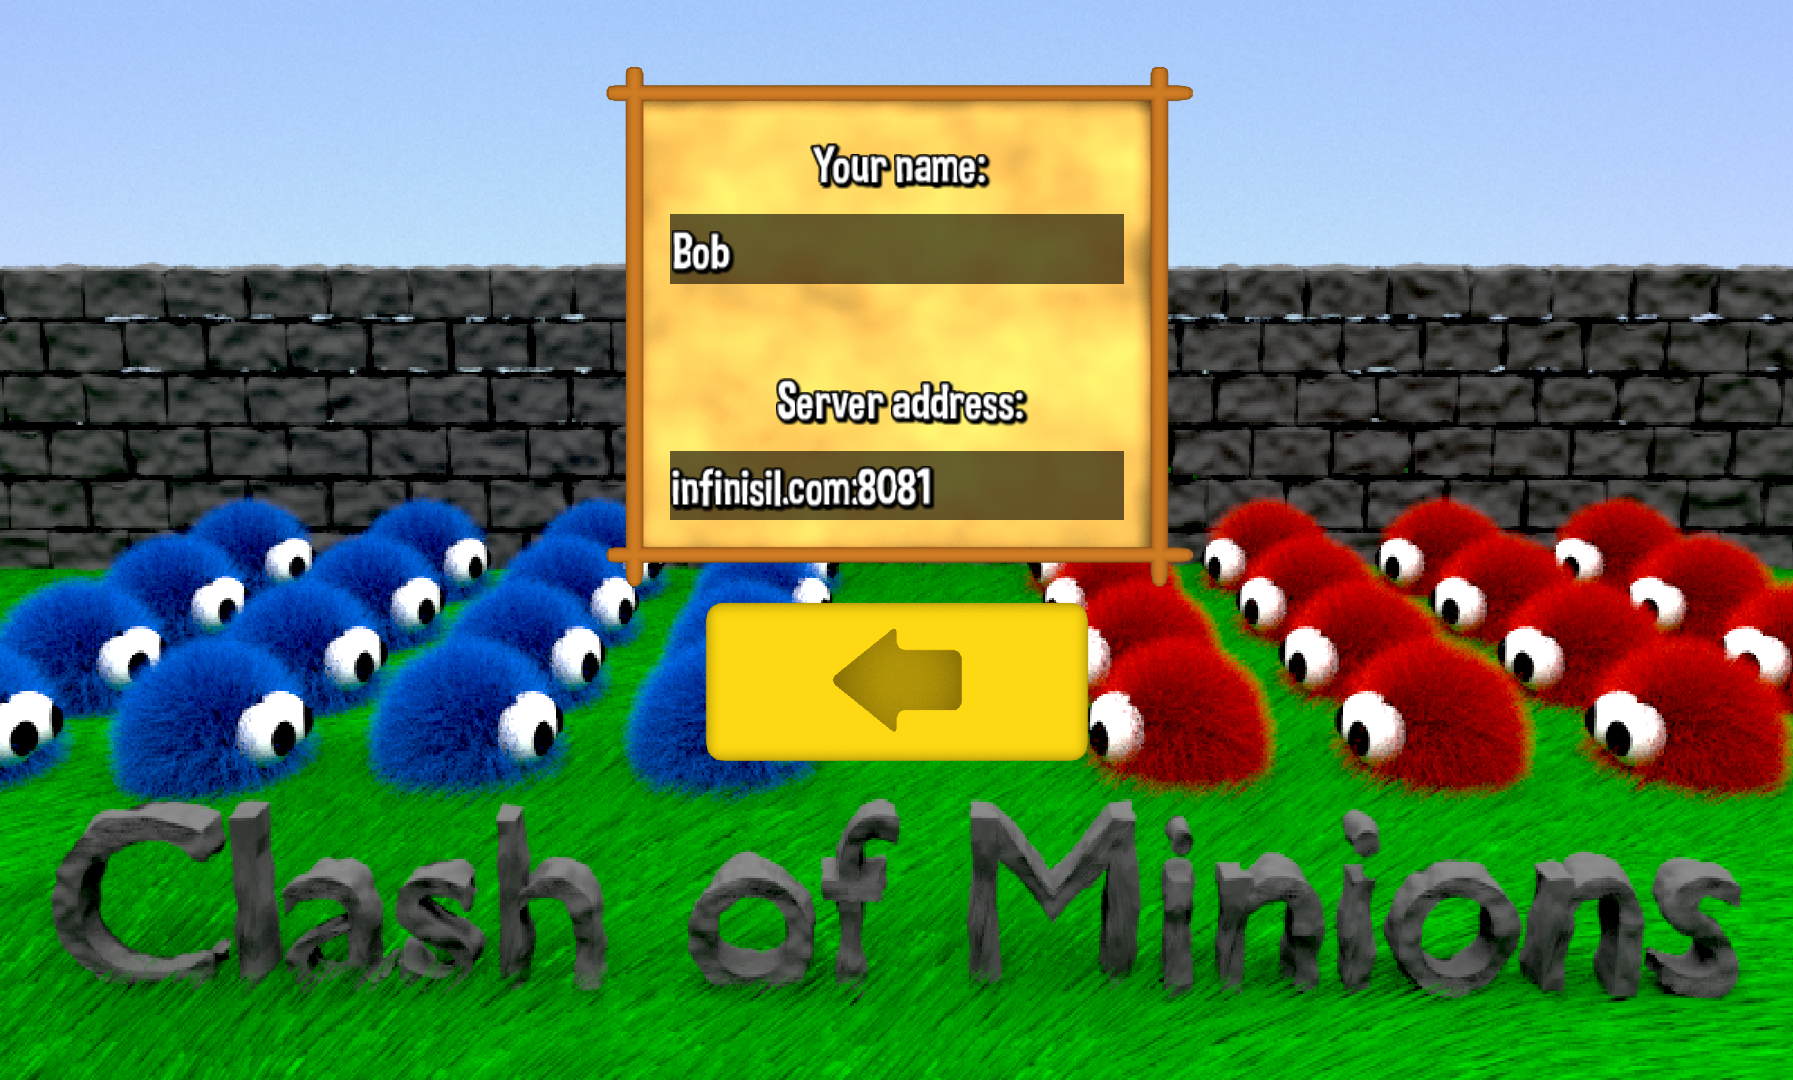 Your name:
Bob
Server address:
infinisil.com:8081
Clash of Minions